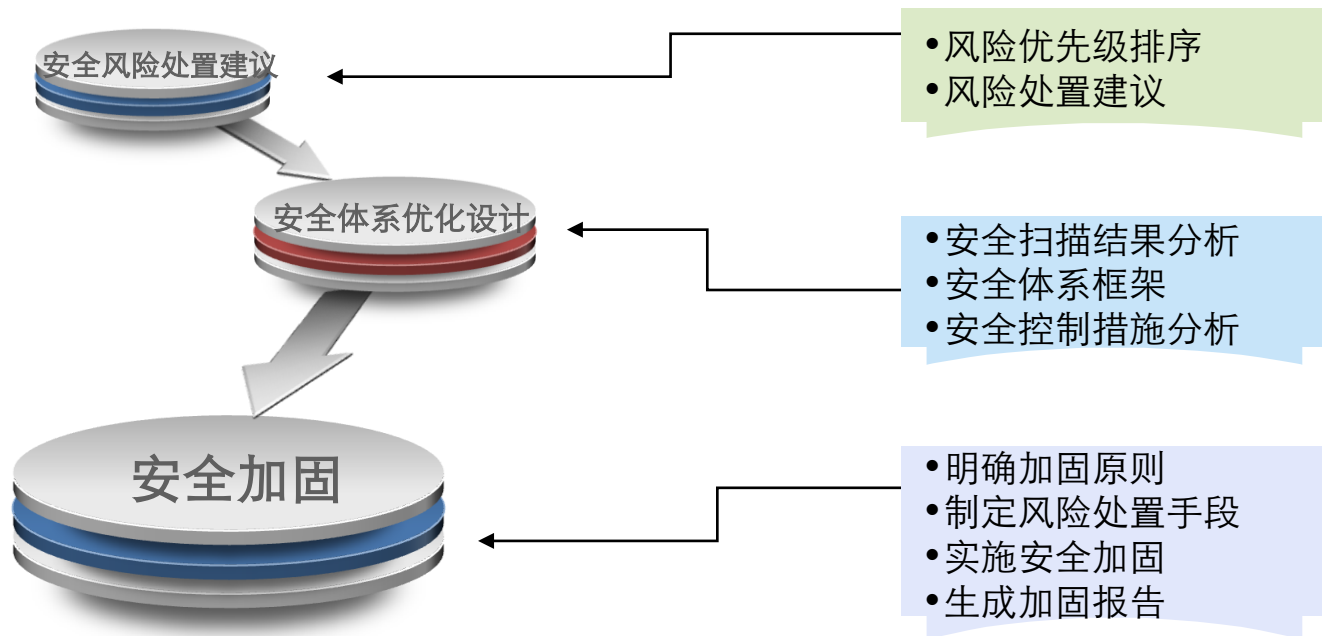 安全风险处置建议
•风险优先级排序
•风险处置建议
安全体系优化设计
•安全扫描结果分析
•安全体系框架
•安全控制措施分析
安全加固
•明确加固原则
•制定风险处置手段
•实施安全加固
•生成加固报告